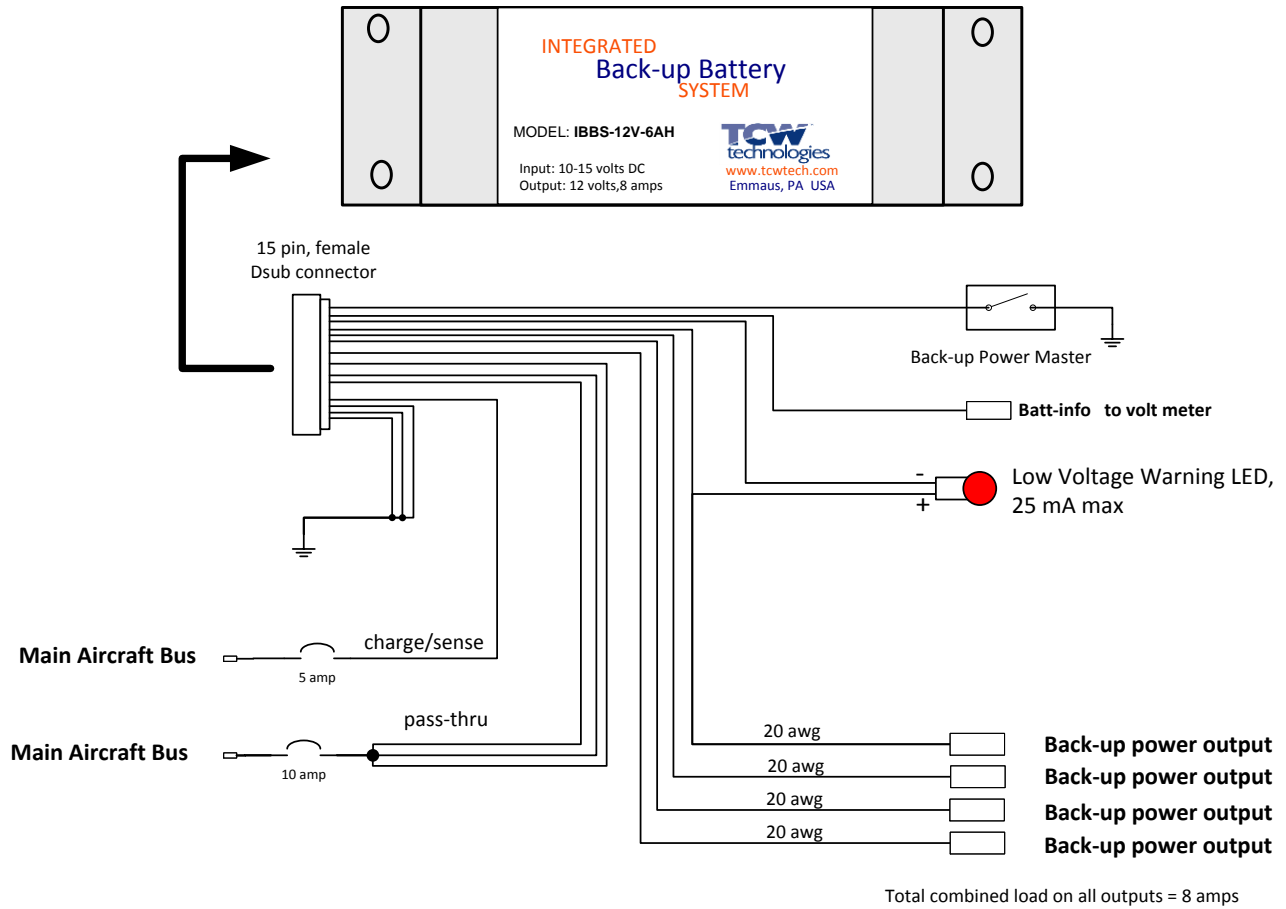 INTEGRATED
Back-up Battery
SYSTEM
MODEL: IBBS-12V-6AH
Input: 10-15 volts DC
Output: 12 volts,8 amps
TCW
technologies
www.tcwtech.com
Emmaus, PA USA
15 pin, female
Dsub connector
Back-up Power Master
Batt-info to volt meter
-
+
Low Voltage Warning LED,
25 mA max
Main Aircraft Bus
5 amp
charge/sense
Main Aircraft Bus
10 amp
pass-thru
20 awg
Back-up power output
20 awg
Back-up power output
20 awg
Back-up power output
20 awg
Back-up power output
Total combined load on all outputs = 8 amps